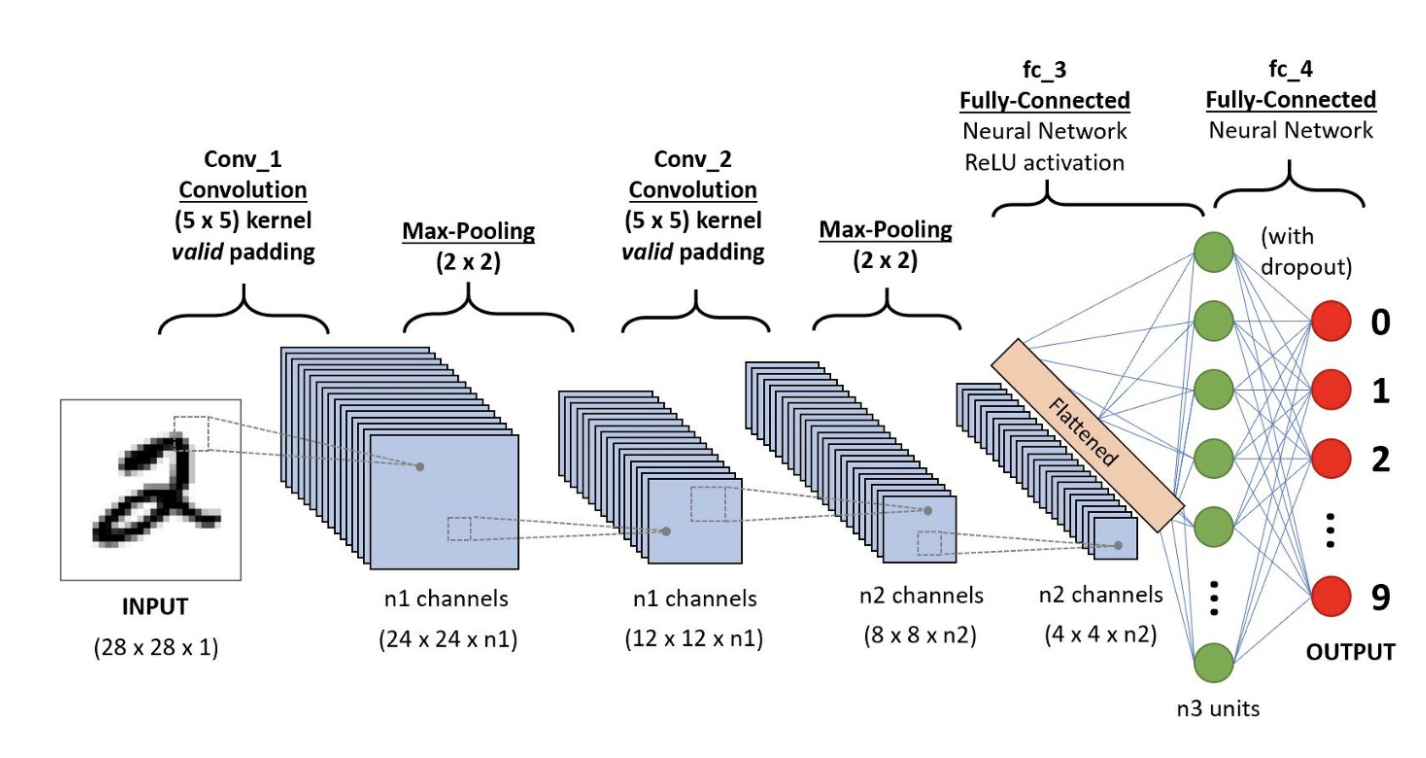 Conv_1
Convolution
(5 x 5) kernel
valid padding
Max-Pooling
(2 x 2)
Conv_2
Convolution
(5 x 5) kernel
valid padding
Max-Pooling
(2 x 2)
fc_3
Fully-Connected
Neural Network
ReLU activation
fc_4
Fully-Connected
Neural Network
(with
dropout)
Flattened
0
1
2
9
OUTPUT
2
INPUT
(28 x 28 x 1)
n1 channels
(24 x 24 x n1)
n1 channels
(12 x 12 x n1)
n2 channels
(8 x 8 x n2)
n2 channels
(4 x 4 x n2)
n3 units